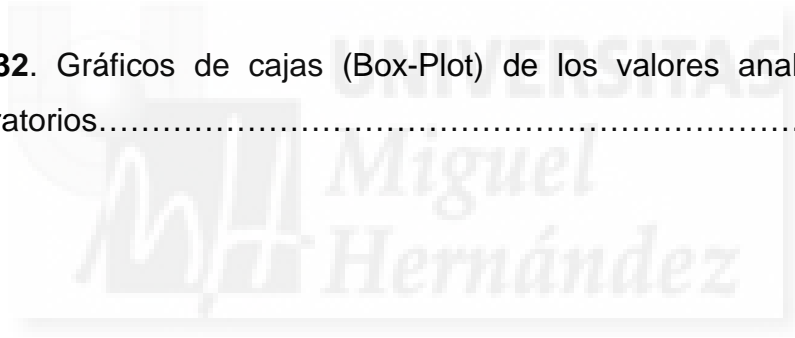 32. Gráficos de cajas (Box-Plot) de los valores anal
ratorios……………………………………………………………
UNIVERSITAS
Miguel
Hernández